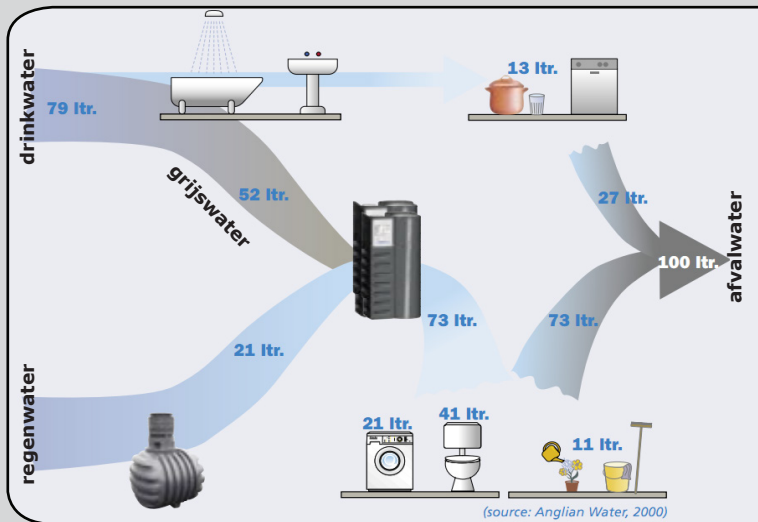 drinkwater
79 ltr.
13 ltr.
grijswater
52 ltr.
27 ltr.
100 ltr.
afvalwater
regenwater
21 ltr.
73 ltr.
73 ltr.
21 ltr.
41 ltr.
11 ltr.
(source: Anglian Water, 2000)